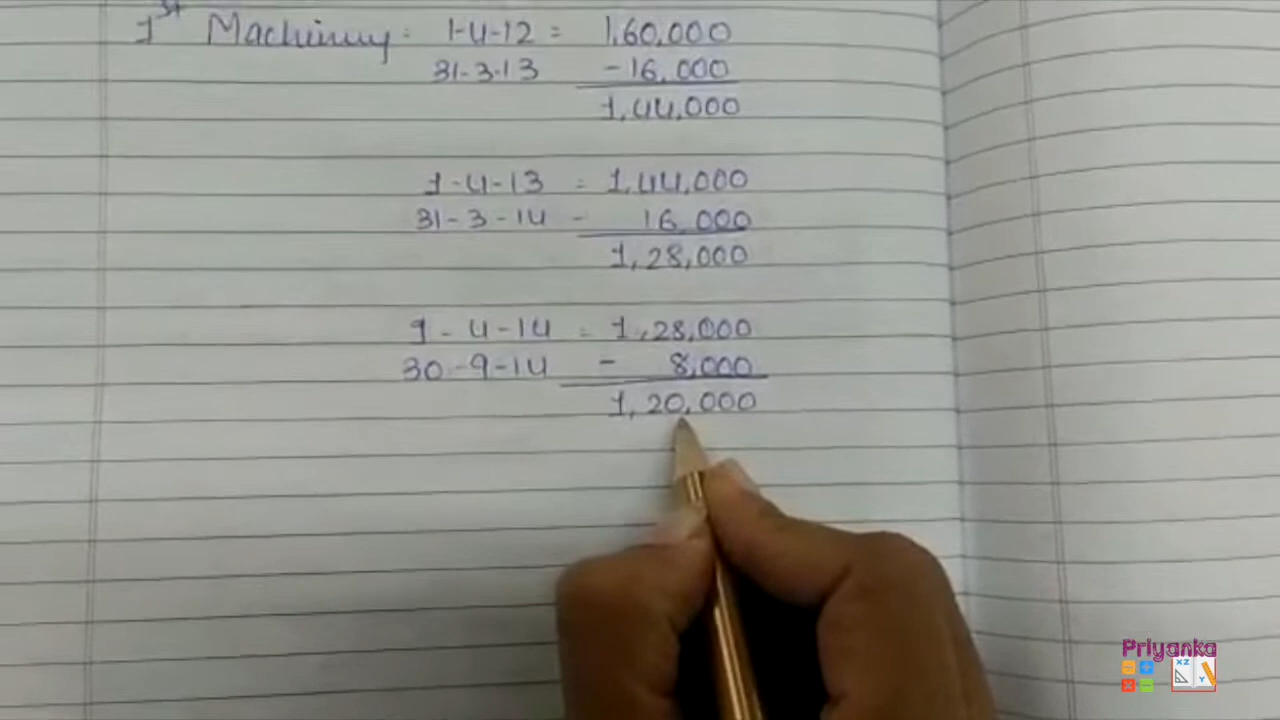 1st Machinery: 1-4-12 = 1,60,000
31-3-13 -16,000
1,44,000
1-4-13 = 1,44,000
31-3-14 - 16,000
1,28,000
1-4-14 = 1,28,000
30-9-14 - 8,000
1,20,000
Priyanka
XZ
Y